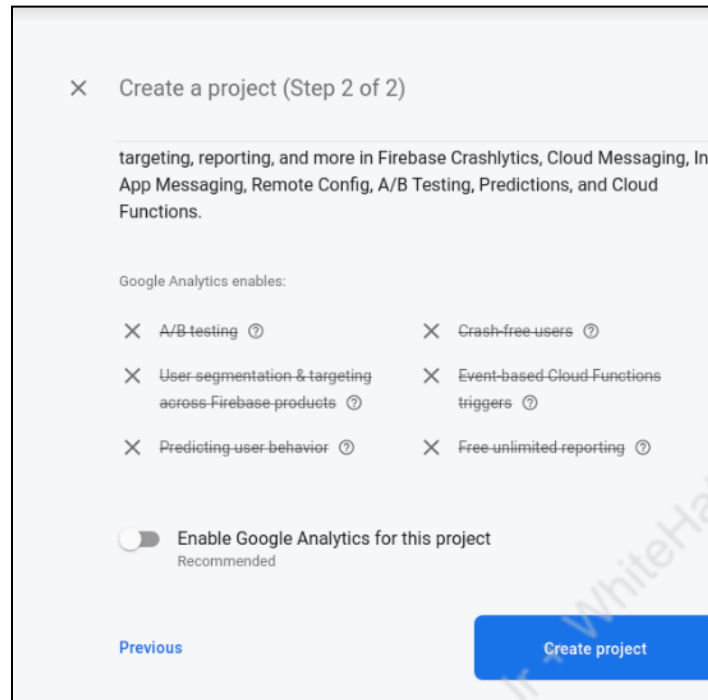 Create a project (Step 2 of 2)
targeting, reporting, and more in Firebase Crashlytics, Cloud Messaging, In
App Messaging, Remote Config, A/B Testing, Predictions, and Cloud
Functions.
Google Analytics enables:
A/B testing
Crash-free users
User segmentation & targeting
across Firebase products
Event-based Cloud Functions
triggers
Predicting user behavior
Free unlimited reporting
Enable Google Analytics for this project
Recommended
Previous
Create project